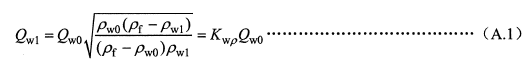 Q_{w1} = Q_{w0} \sqrt{\frac{\rho_{w0}(\rho_f - \rho_{w1})}{(\rho_f - \rho_{w0})\rho_{w1}}} = K_{w\rho} Q_{w0} ⋯⋯⋯⋯⋯⋯⋯⋯⋯⋯⋯⋯ (A.1)